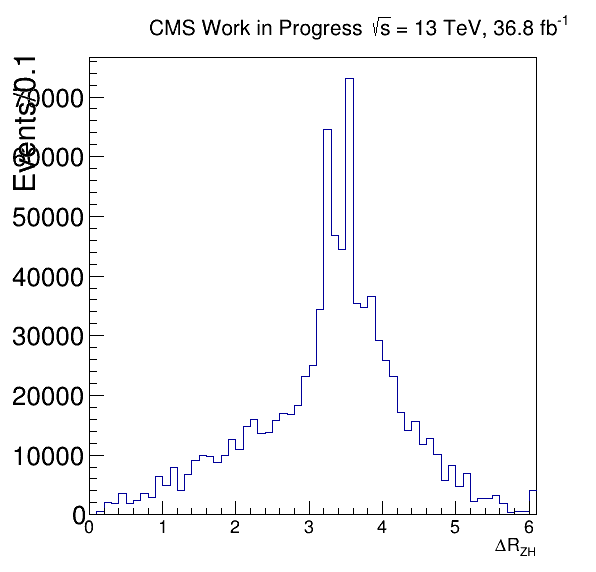 CMS Work in Progress √s = 13 TeV, 36.8 fb⁻¹
Events/0.1
70000
60000
50000
40000
30000
20000
10000
0
0 1 2 3 4 5 6
ΔR_ZH